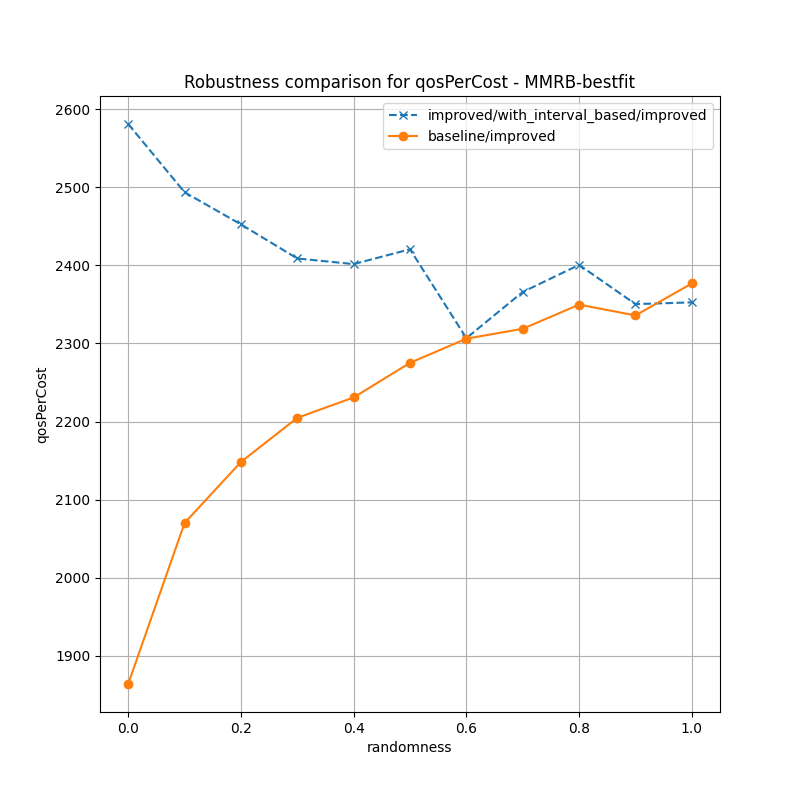 Robustness comparison for qosPerCost - MMRB-bestfit
improved/with_interval_based/improved
baseline/improved
2600
2500
2400
2300
2200
2100
2000
1900
qosPerCost
0.0 0.2 0.4 0.6 0.8 1.0
randomness